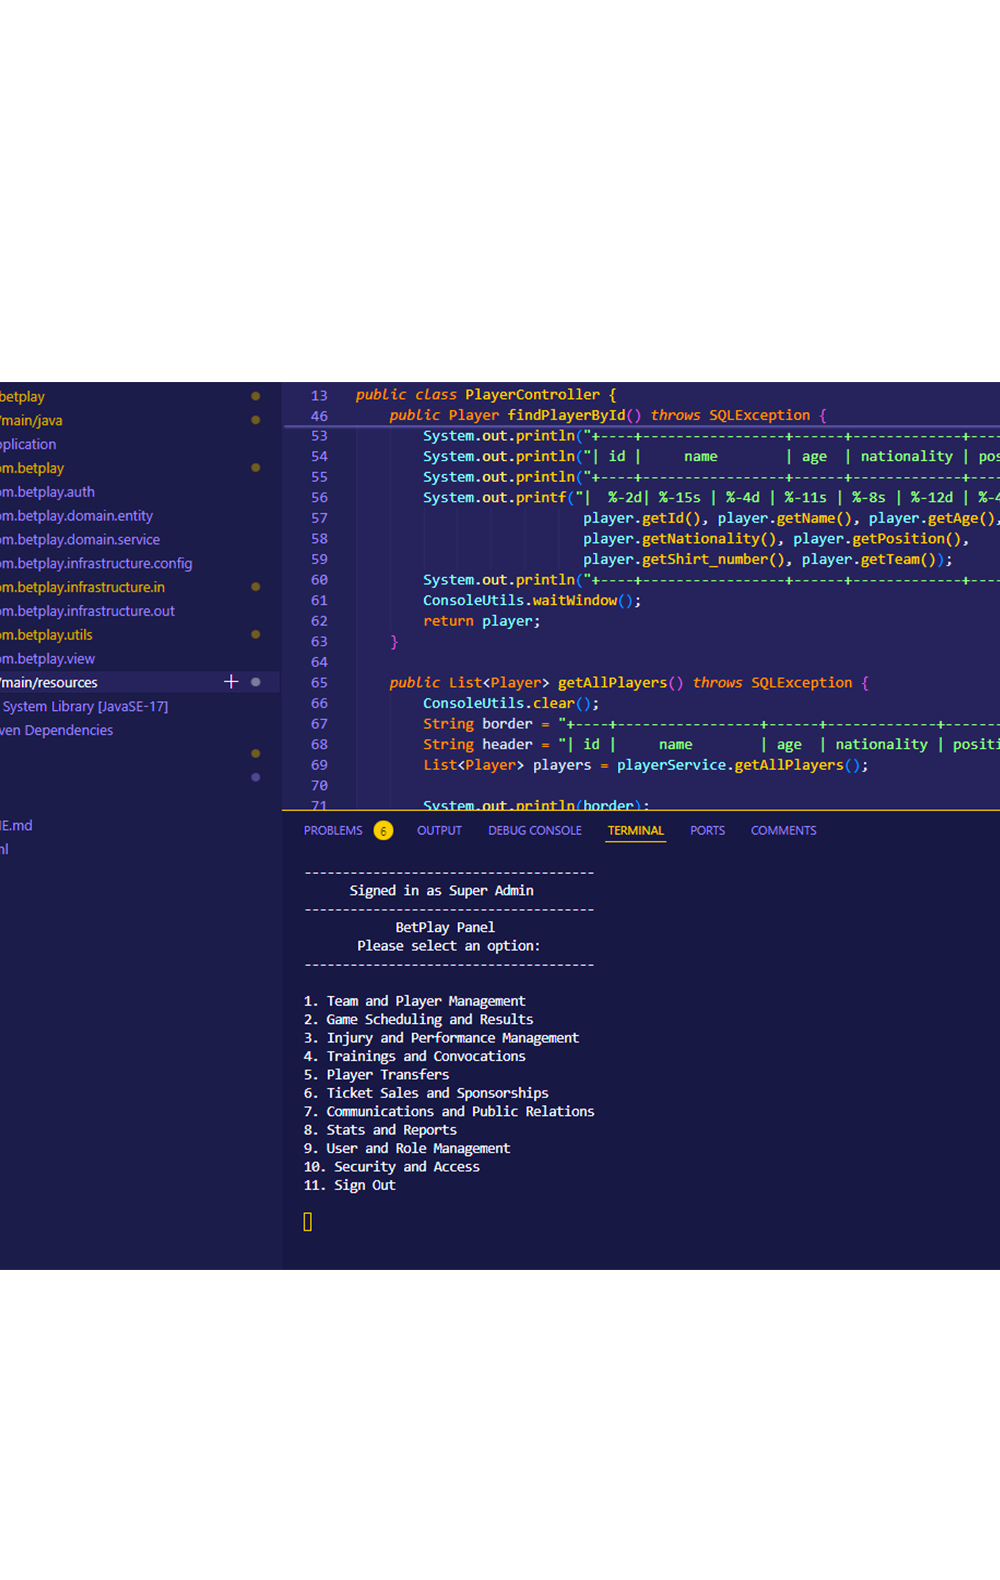 betplay
/main/java
plication
om.betplay
om.betplay.auth
om.betplay.domain.entity
om.betplay.domain.service
om.betplay.infrastructure.config
om.betplay.infrastructure.in
om.betplay.infrastructure.out
om.betplay.utils
om.betplay.view
/main/resources
System Library [JavaSE-17]
ven Dependencies
E.md
ml
13 public class PlayerController {
46 public Player findPlayerById() throws SQLException {
53 System.out.println("+----+-----------------+------+-------------+----
54 System.out.println("| id |     name        | age  | nationality | pos
55 System.out.println("+----+-----------------+------+-------------+----
56 System.out.printf("|  %-2d| %-15s | %-4d | %-11s | %-8s | %-12d | %-4
57 player.getId(), player.getName(), player.getAge(),
58 player.getNationality(), player.getPosition(),
59 player.getShirt_number(), player.getTeam());
60 System.out.println("+----+-----------------+------+-------------+----
61 ConsoleUtils.waitWindow();
62 return player;
63 }
64
65 public List<Player> getAllPlayers() throws SQLException {
66 ConsoleUtils.clear();
67 String border = "+----+-----------------+------+-------------+-------
68 String header = "| id |     name        | age  | nationality | positi
69 List<Player> players = playerService.getAllPlayers();
70
71 System.out.println(border);
PROBLEMS 6 OUTPUT DEBUG CONSOLE TERMINAL PORTS COMMENTS
--------------------------------------
Signed in as Super Admin
--------------------------------------
BetPlay Panel
Please select an option:
--------------------------------------
1. Team and Player Management
2. Game Scheduling and Results
3. Injury and Performance Management
4. Trainings and Convocations
5. Player Transfers
6. Ticket Sales and Sponsorships
7. Communications and Public Relations
8. Stats and Reports
9. User and Role Management
10. Security and Access
11. Sign Out